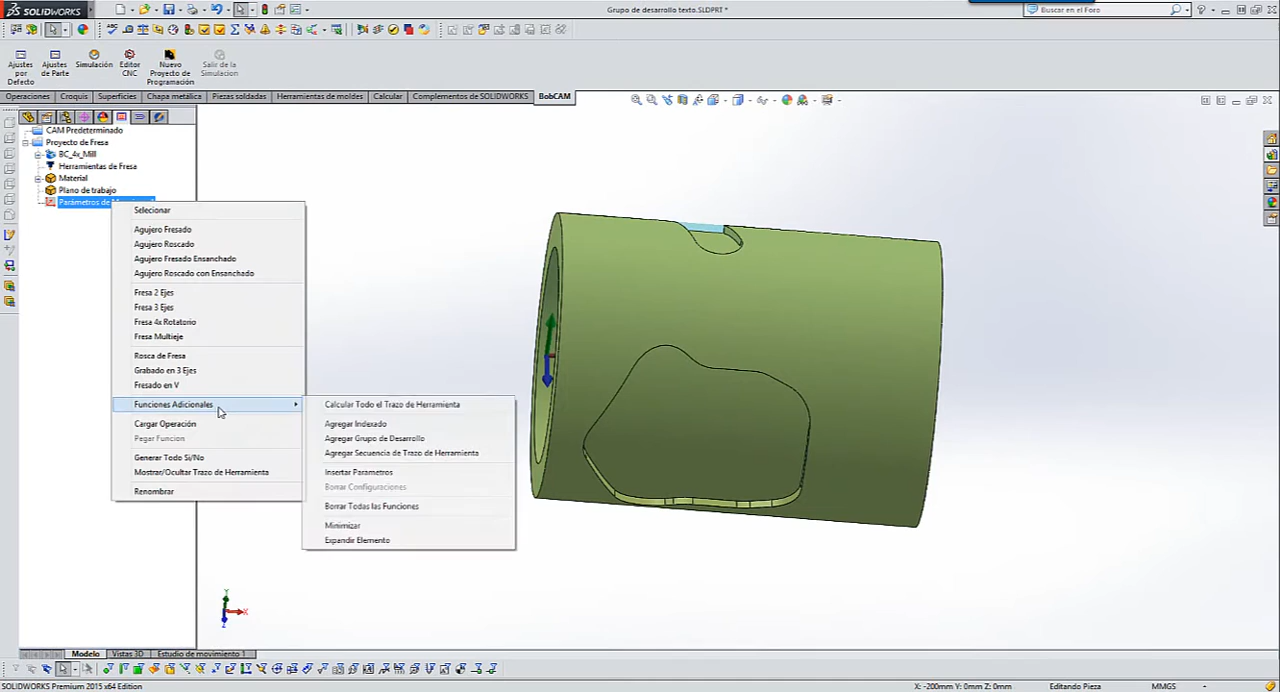 SOLIDWORKS
Grupo de desarrollo texto.SLDPRT *
Buscar en el Foro
Ajustes por Defecto
Ajustes de Parte
Simulación
Editor CNC
Nuevo Proyecto de Programación
Salir de la Simulacion
Operaciones
Croquis
Superficies
Chapa metálica
Piezas soldadas
Herramientas de moldes
Calcular
Complementos de SOLIDWORKS
BobCAM
CAM Predeterminado
Proyecto de Fresa
BC_4x_Mill
Herramientas de Fresa
Material
Plano de trabajo
Parámetros de
Selecionar
Agujero Fresado
Agujero Roscado
Agujero Fresado Ensanchado
Agujero Roscado con Ensanchado
Fresa 2 Ejes
Fresa 3 Ejes
Fresa 4x Rotatorio
Fresa Multieje
Rosca de Fresa
Grabado en 3 Ejes
Fresado en V
Funciones Adicionales
Cargar Operación
Pegar Funcion
Generar Todo Si/No
Mostrar/Ocultar Trazo de Herramienta
Renombrar
Calcular Todo el Trazo de Herramienta
Agregar Indexado
Agregar Grupo de Desarrollo
Agregar Secuencia de Trazo de Herramienta
Insertar Parametros
Borrar Configuraciones
Borrar Todas las Funciones
Minimizar
Expandir Elemento
Y
X
Z
Modelo
Vistas 3D
Estudio de movimiento 1
SOLIDWORKS Premium 2015 x64 Edition
X: -200mm Y: 0mm Z: 0mm
Editando Pieza
MMGS